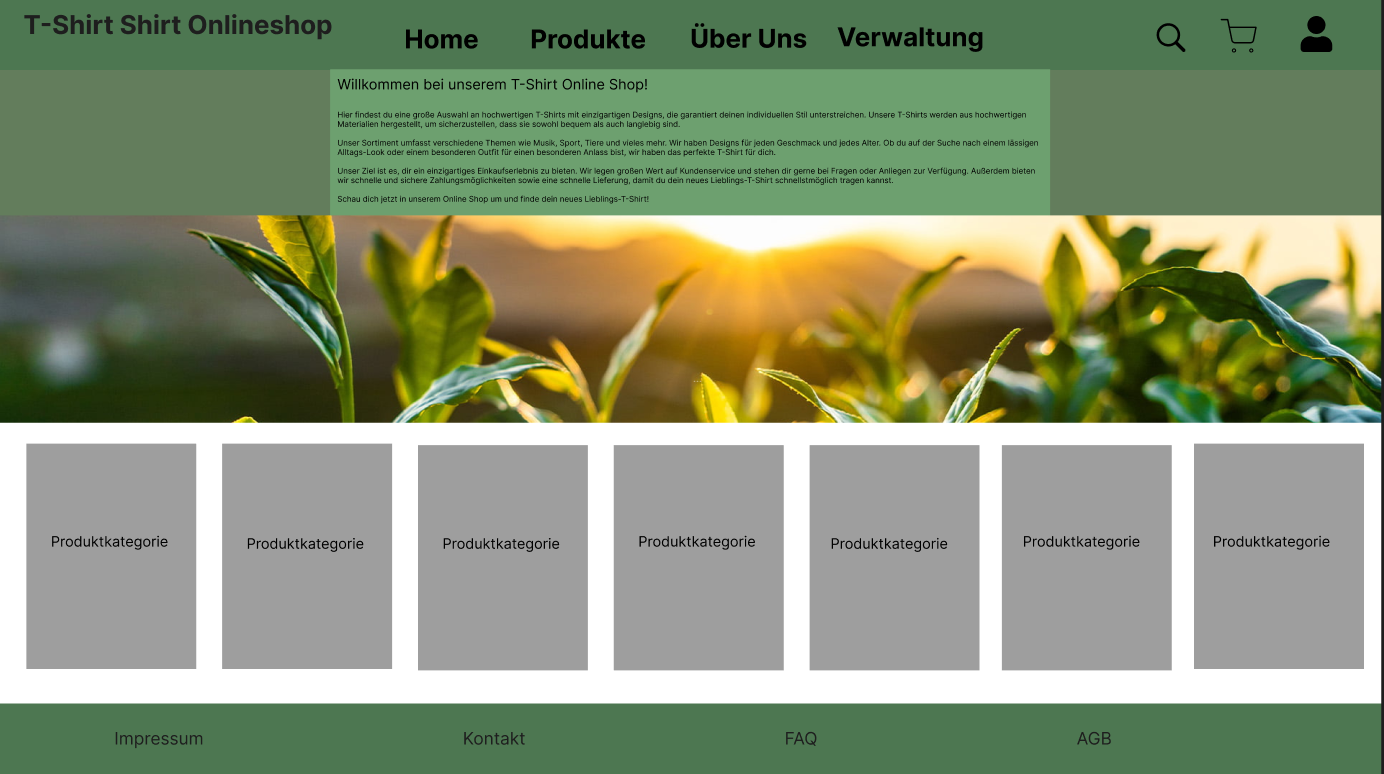 T-Shirt Shirt Onlineshop
Home
Produkte
Über Uns
Verwaltung
Willkommen bei unserem T-Shirt Online Shop!
Hier findest du eine große Auswahl an hochwertigen T-Shirts mit einzigartigen Designs, die garantiert deinen individuellen Stil unterstreichen. Unsere T-Shirts werden aus hochwertigen
Materialien hergestellt, um sicherzustellen, dass sie sowohl bequem als auch langlebig sind.
Unser Sortiment umfasst verschiedene Themen wie Musik, Sport, Tiere und vieles mehr. Wir haben Designs für jeden Geschmack und jedes Alter. Ob du auf der Suche nach einem lässigen
Alltags-Look oder einem besonderen Outfit für einen besonderen Anlass bist, wir haben das perfekte T-Shirt für dich.
Unser Ziel ist es, dir ein einzigartiges Einkaufserlebnis zu bieten. Wir legen großen Wert auf Kundenservice und stehen dir gerne bei Fragen oder Anliegen zur Verfügung. Außerdem bieten
wir schnelle und sichere Zahlungsmöglichkeiten sowie eine schnelle Lieferung, damit du dein neues Lieblings-T-Shirt schnellstmöglich tragen kannst.
Schau dich jetzt in unserem Online Shop um und finde dein neues Lieblings-T-Shirt!
Produktkategorie
Produktkategorie
Produktkategorie
Produktkategorie
Produktkategorie
Produktkategorie
Produktkategorie
Impressum
Kontakt
FAQ
AGB